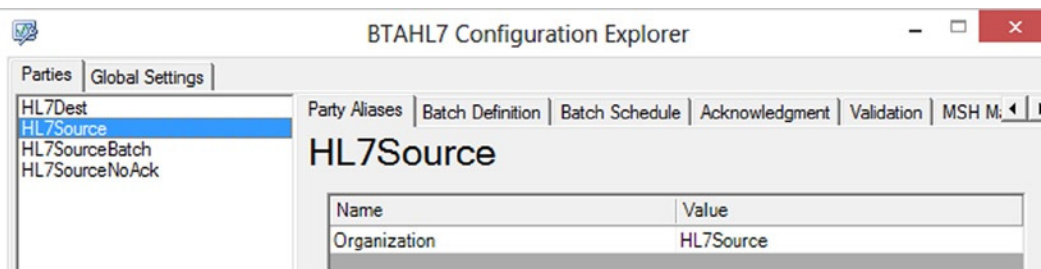 BTAHL7 Configuration Explorer
Parties Global Settings
HL7Dest
HL7Source
HL7SourceBatch
HL7SourceNoAck
Party Aliases Batch Definition Batch Schedule Acknowledgment Validation MSH
HL7Source
Name Value
Organization HL7Source